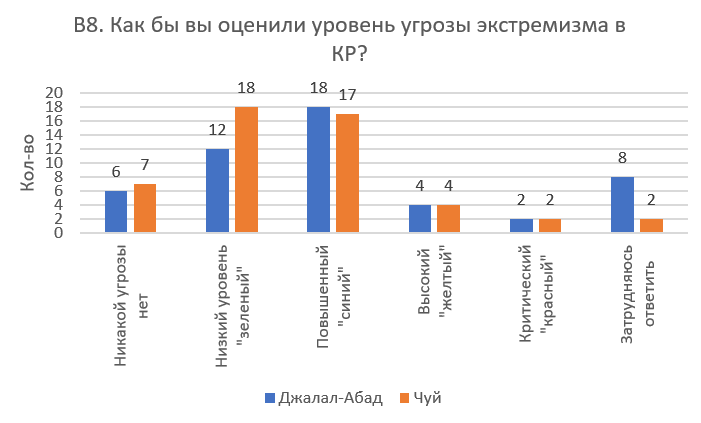 В8. Как бы вы оценили уровень угрозы экстремизма в
КР?
Кол-во
20
18
16
14
12
10
8
6
4
2
0
6 7
12 18
18 17
4 4
2 2
8 2
Никакой угрозы
нет
Низкий уровень
"зеленый"
Повышенный
"синий"
Высокий
"желтый"
Критический
"красный"
Затрудняюсь
ответить
Джалал-Абад Чуй